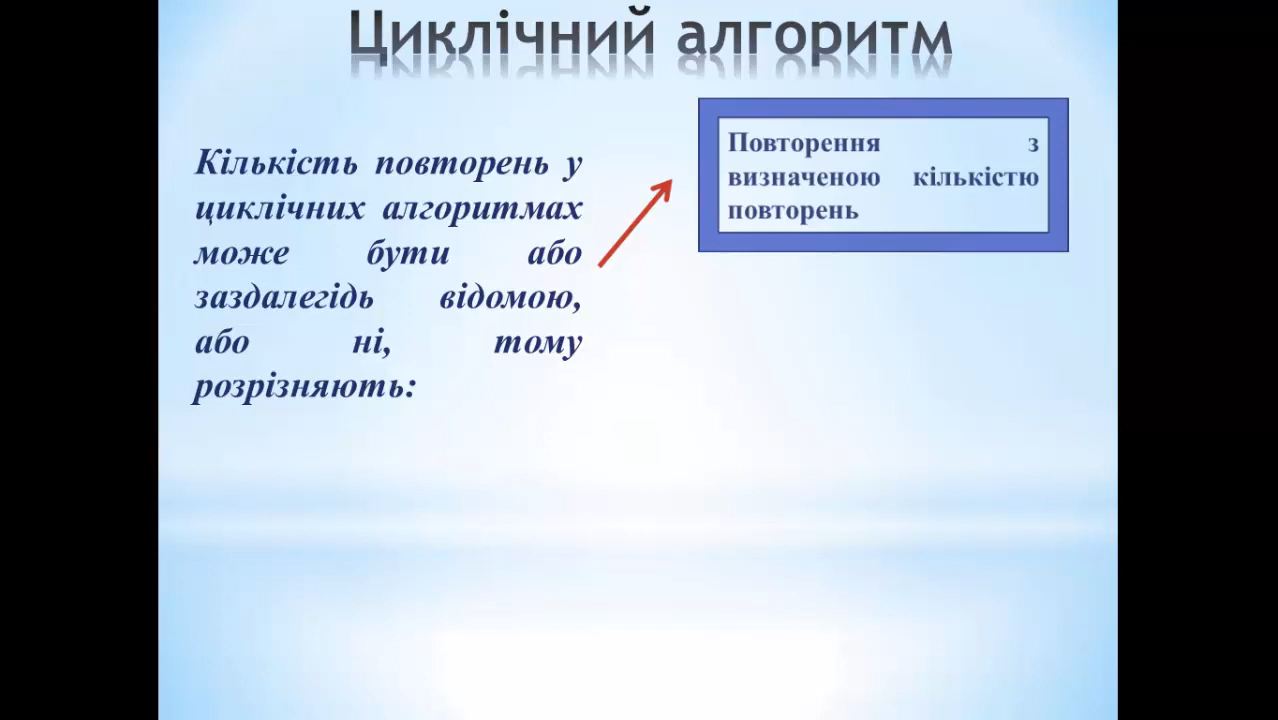 Циклічний алгоритм
Кількість повторень у
циклічних алгоритмах
може бути або
заздалегідь відомою,
або ні, тому
розрізняють:
Повторення з
визначеною кількістю
повторень